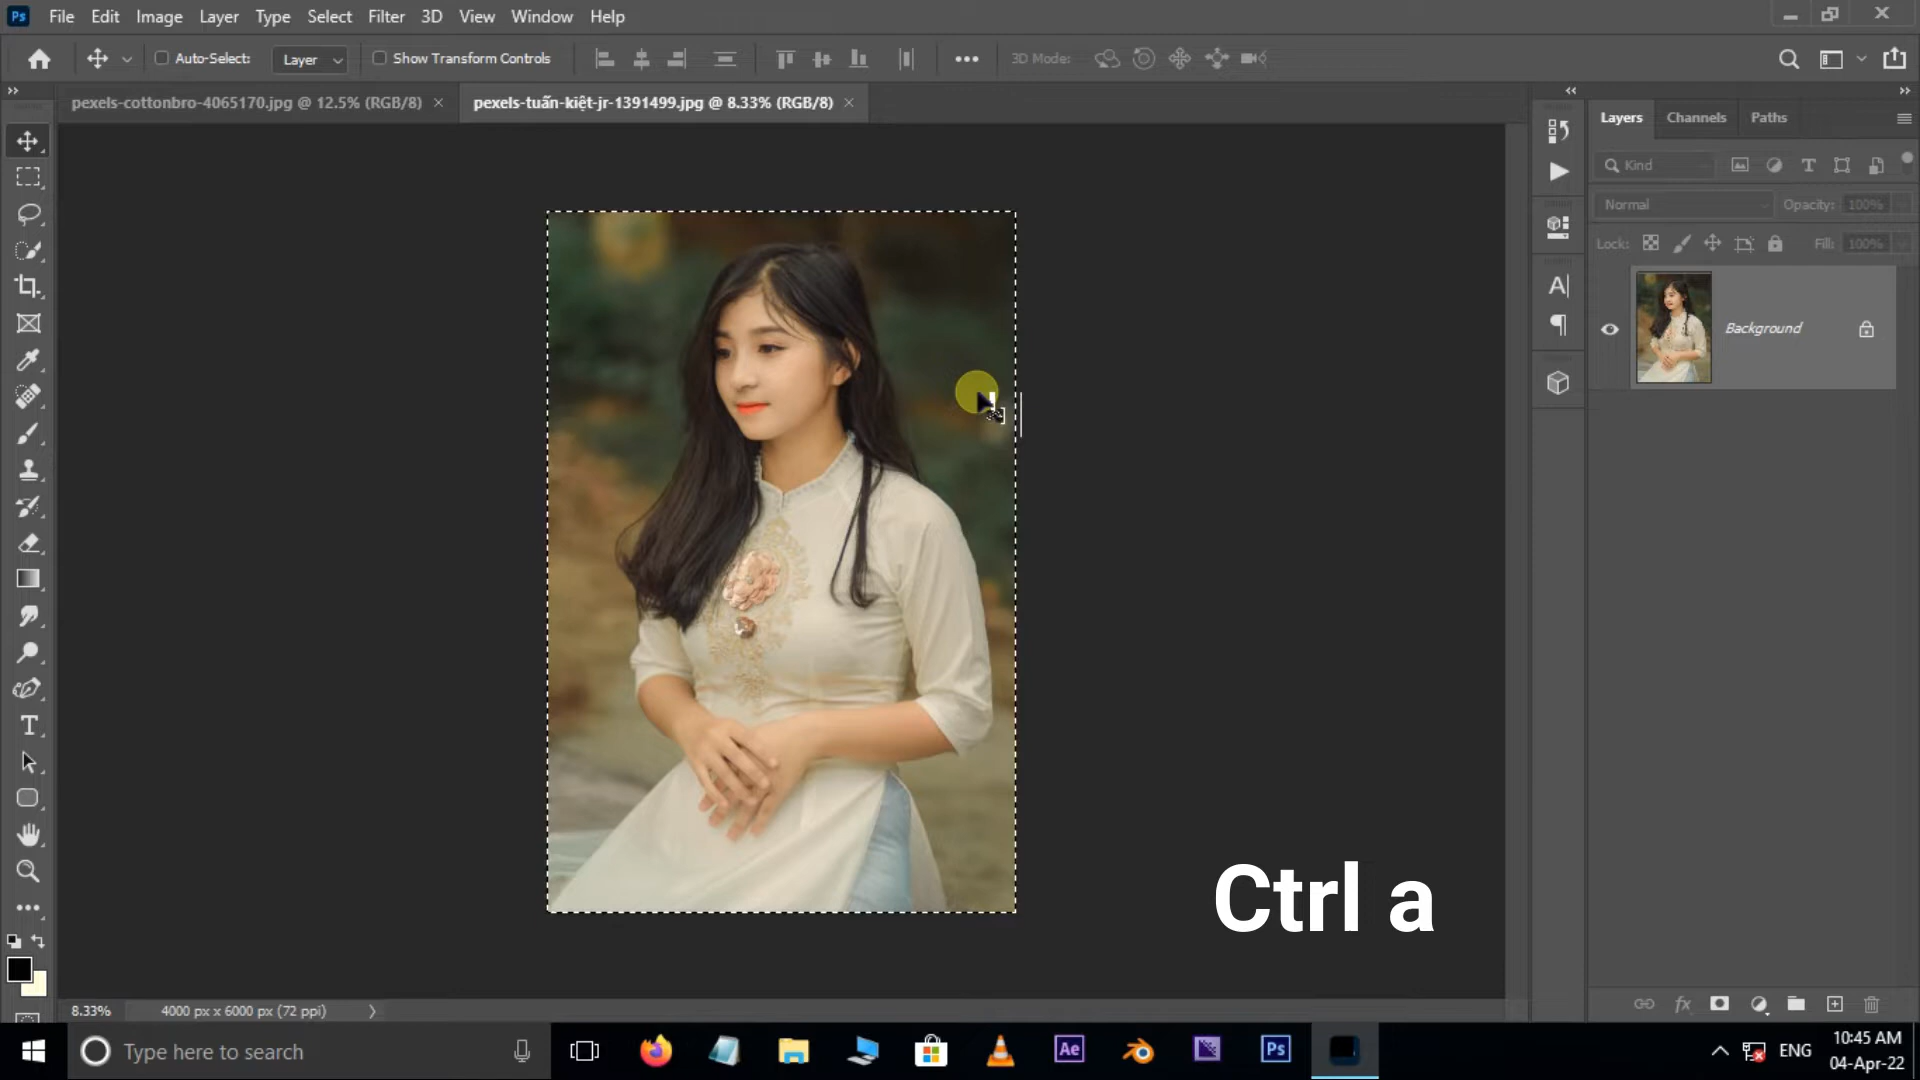 Ps File Edit Image Layer Type Select Filter 3D View Window Help
Auto-Select: Layer Show Transform Controls 3D Mode:
pexels-cottonbro-4065170.jpg @ 12.5% (RGB/8) pexels-tuấn-kiệt-jr-1391499.jpg @ 8.33% (RGB/8)
Layers Channels Paths
Kind
Normal Opacity: 100%
Lock: Fill: 100%
Background
Ctrl a
8.33% 4000 px x 6000 px (72 ppi)
Type here to search Ae Ps ENG 10:45 AM
04-Apr-22